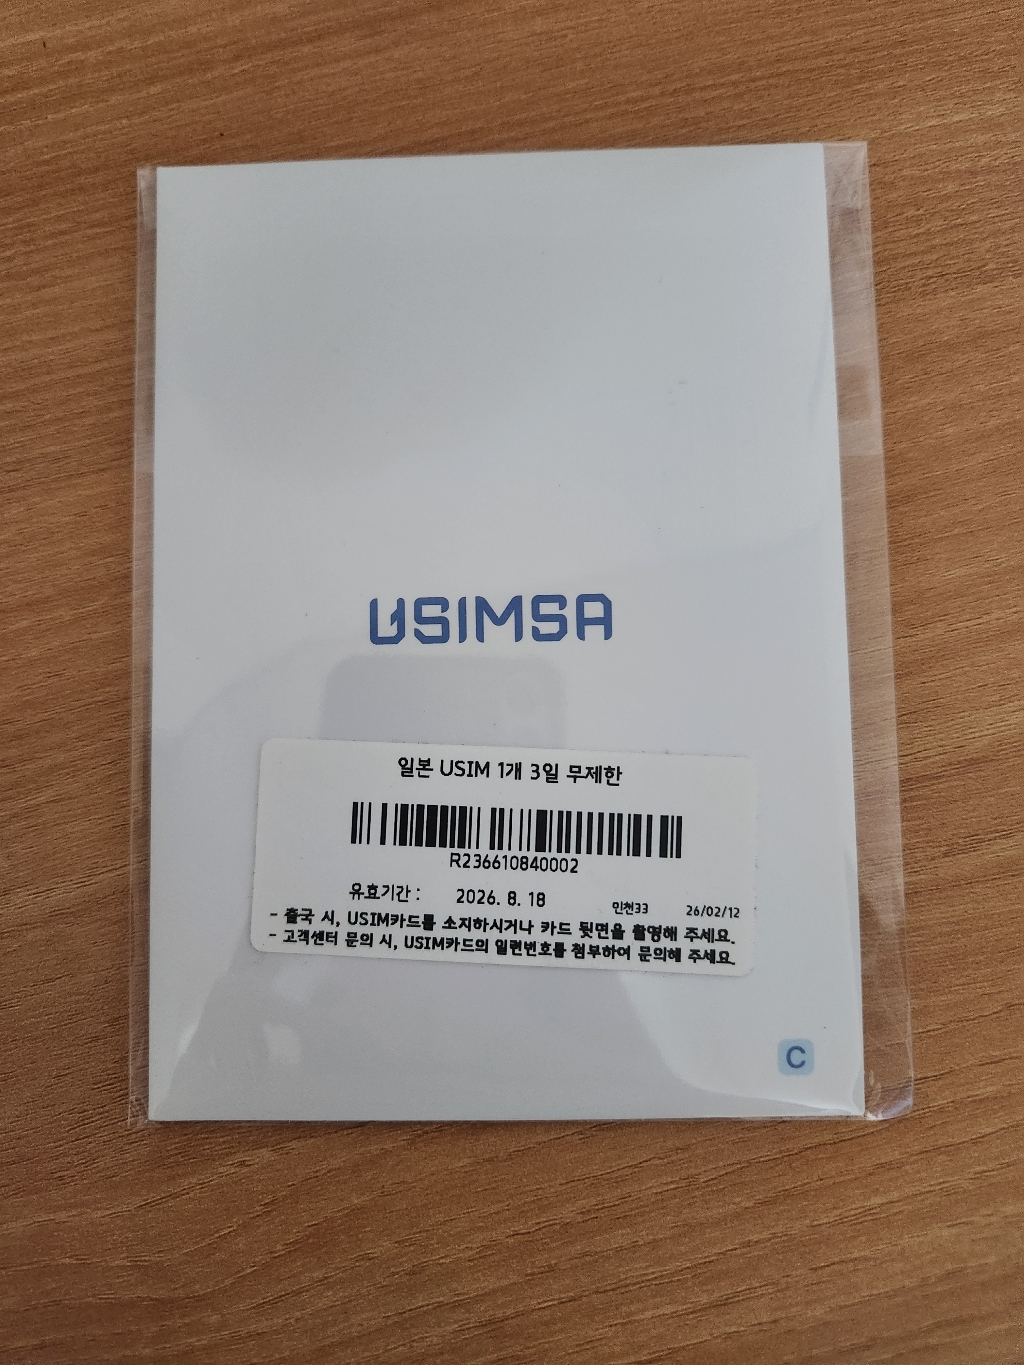 USIMSA
일본 USIM 1개 3일 무제한
R236610840002
유효기간 : 2026. 8. 18 민천33 26/02/12
- 출국 시, USIM카드를 소지하시거나 카드 뒷면을 촬영해 주세요.
- 고객센터 문의 시, USIM카드의 일련번호를 첨부하여 문의해 주세요.
C